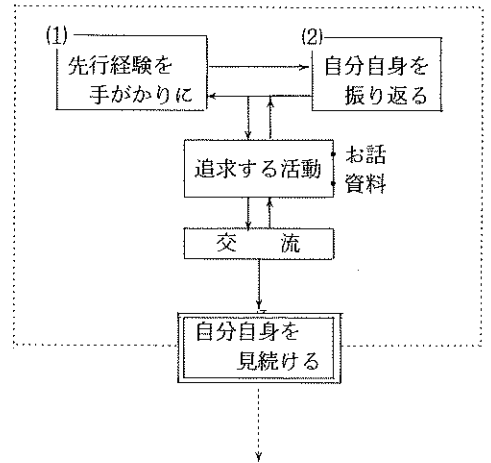 (1)
先行経験を
手がかりに
(2)
自分自身を
振り返る
追求する活動
・お話
・資料
交 流
自分自身を
見続ける